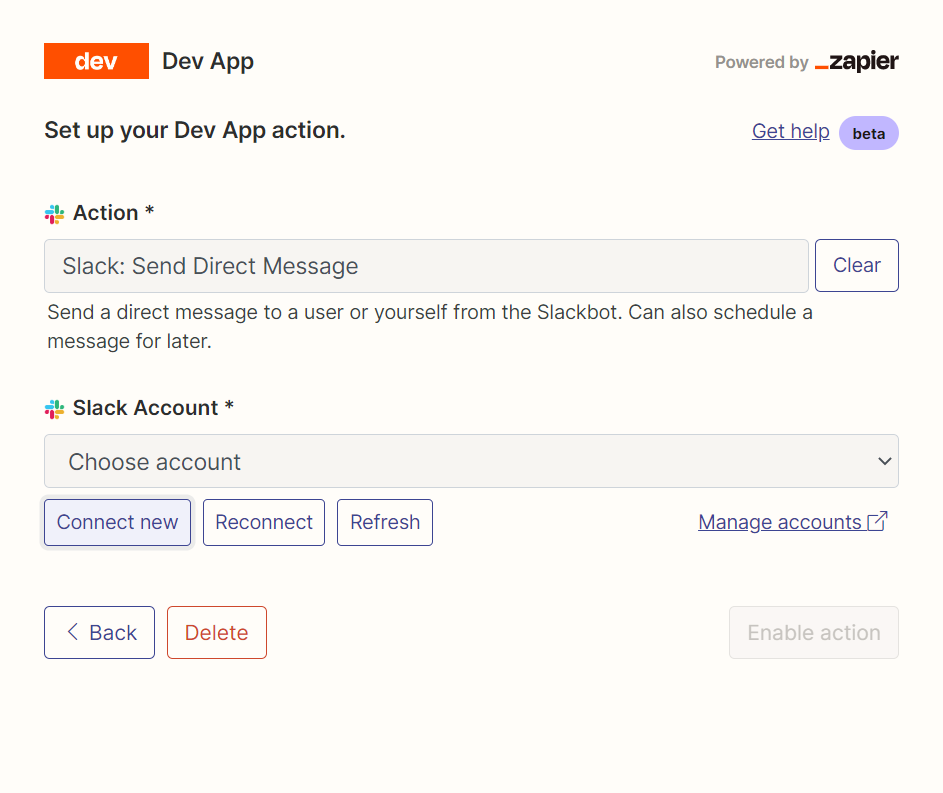 dev Dev App Powered by zapier
Set up your Dev App action. Get help beta
Action *
Slack: Send Direct Message Clear
Send a direct message to a user or yourself from the Slackbot. Can also schedule a
message for later.
Slack Account *
Choose account
Connect new Reconnect Refresh Manage accounts
Back Delete Enable action